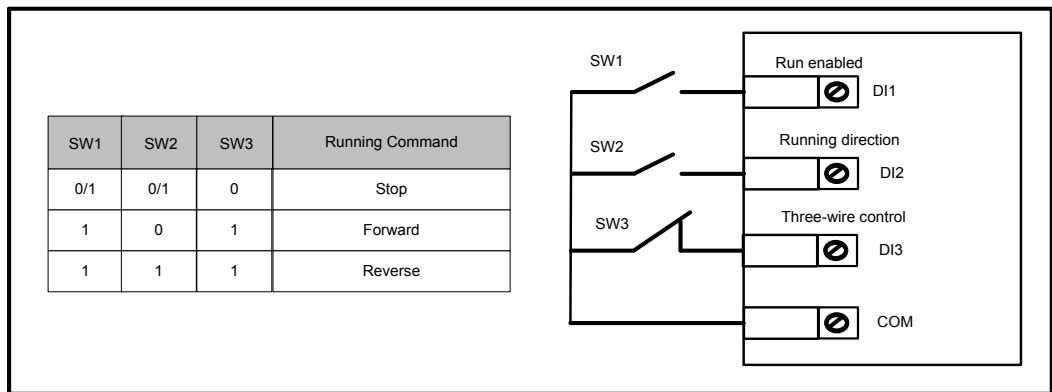 SW1 SW2 SW3 Running Command
0/1 0/1 0 Stop
1 0 1 Forward
1 1 1 Reverse
SW1
Run enabled
DI1
SW2
Running direction
DI2
SW3
Three-wire control
DI3
COM